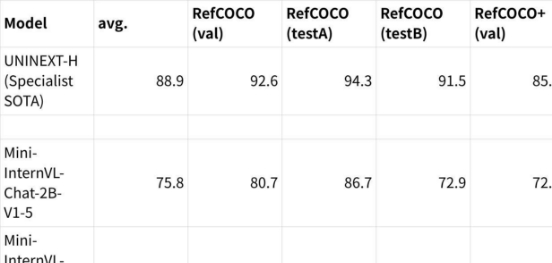 Model avg. RefCOCO (val) RefCOCO (testA) RefCOCO (testB) RefCOCO+ (val)
UNINEXT-H (Specialist SOTA) 88.9 92.6 94.3 91.5 85.
Mini-InternVL-Chat-2B-V1-5 75.8 80.7 86.7 72.9 72.
Mini-InternVL-